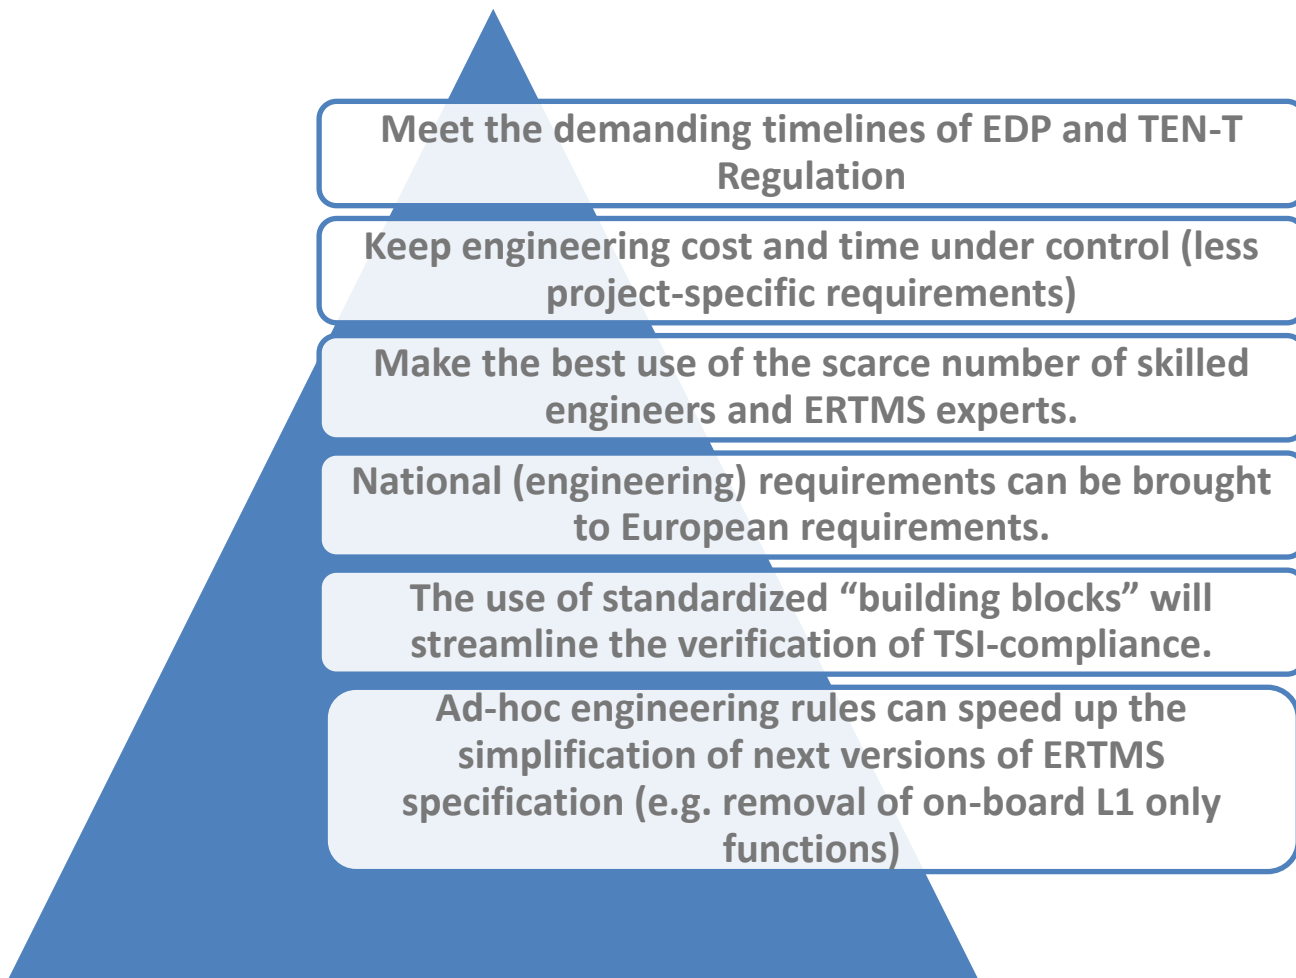 Meet the demanding timelines of EDP and TEN-T
Regulation
Keep engineering cost and time under control (less
project-specific requirements)
Make the best use of the scarce number of skilled
engineers and ERTMS experts.
National (engineering) requirements can be brought
to European requirements.
The use of standardized “building blocks” will
streamline the verification of TSI-compliance.
Ad-hoc engineering rules can speed up the
simplification of next versions of ERTMS
specification (e.g. removal of on-board L1 only
functions)